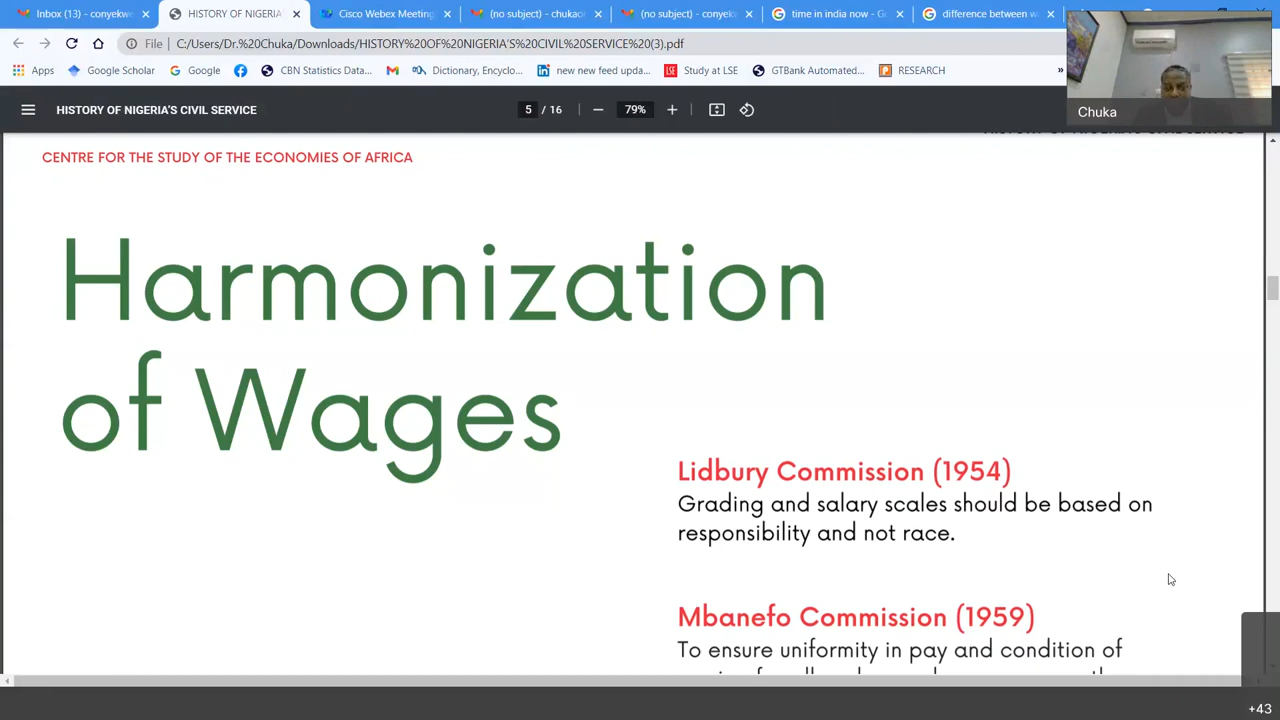 Inbox (13) - conyekwe
HISTORY OF NIGERIA
Cisco Webex Meeting
(no subject) - chukaon
(no subject) - conyekw
time in india now - Go
difference between w
File C:/Users/Dr.%20Chuka/Downloads/HISTORY%20OF%20NIGERIA'S%20CIVIL%20SERVICE%20(3).pdf
Apps
Google Scholar
Google
CBN Statistics Data...
Dictionary, Encyclo...
new new feed upda...
Study at LSE
GTBank Automated...
RESEARCH
»
Chuka
HISTORY OF NIGERIA'S CIVIL SERVICE
5 / 16
79%
CENTRE FOR THE STUDY OF THE ECONOMIES OF AFRICA
Harmonization
of Wages
Lidbury Commission (1954)
Grading and salary scales should be based on
responsibility and not race.
Mbanefo Commission (1959)
To ensure uniformity in pay and condition of
+43